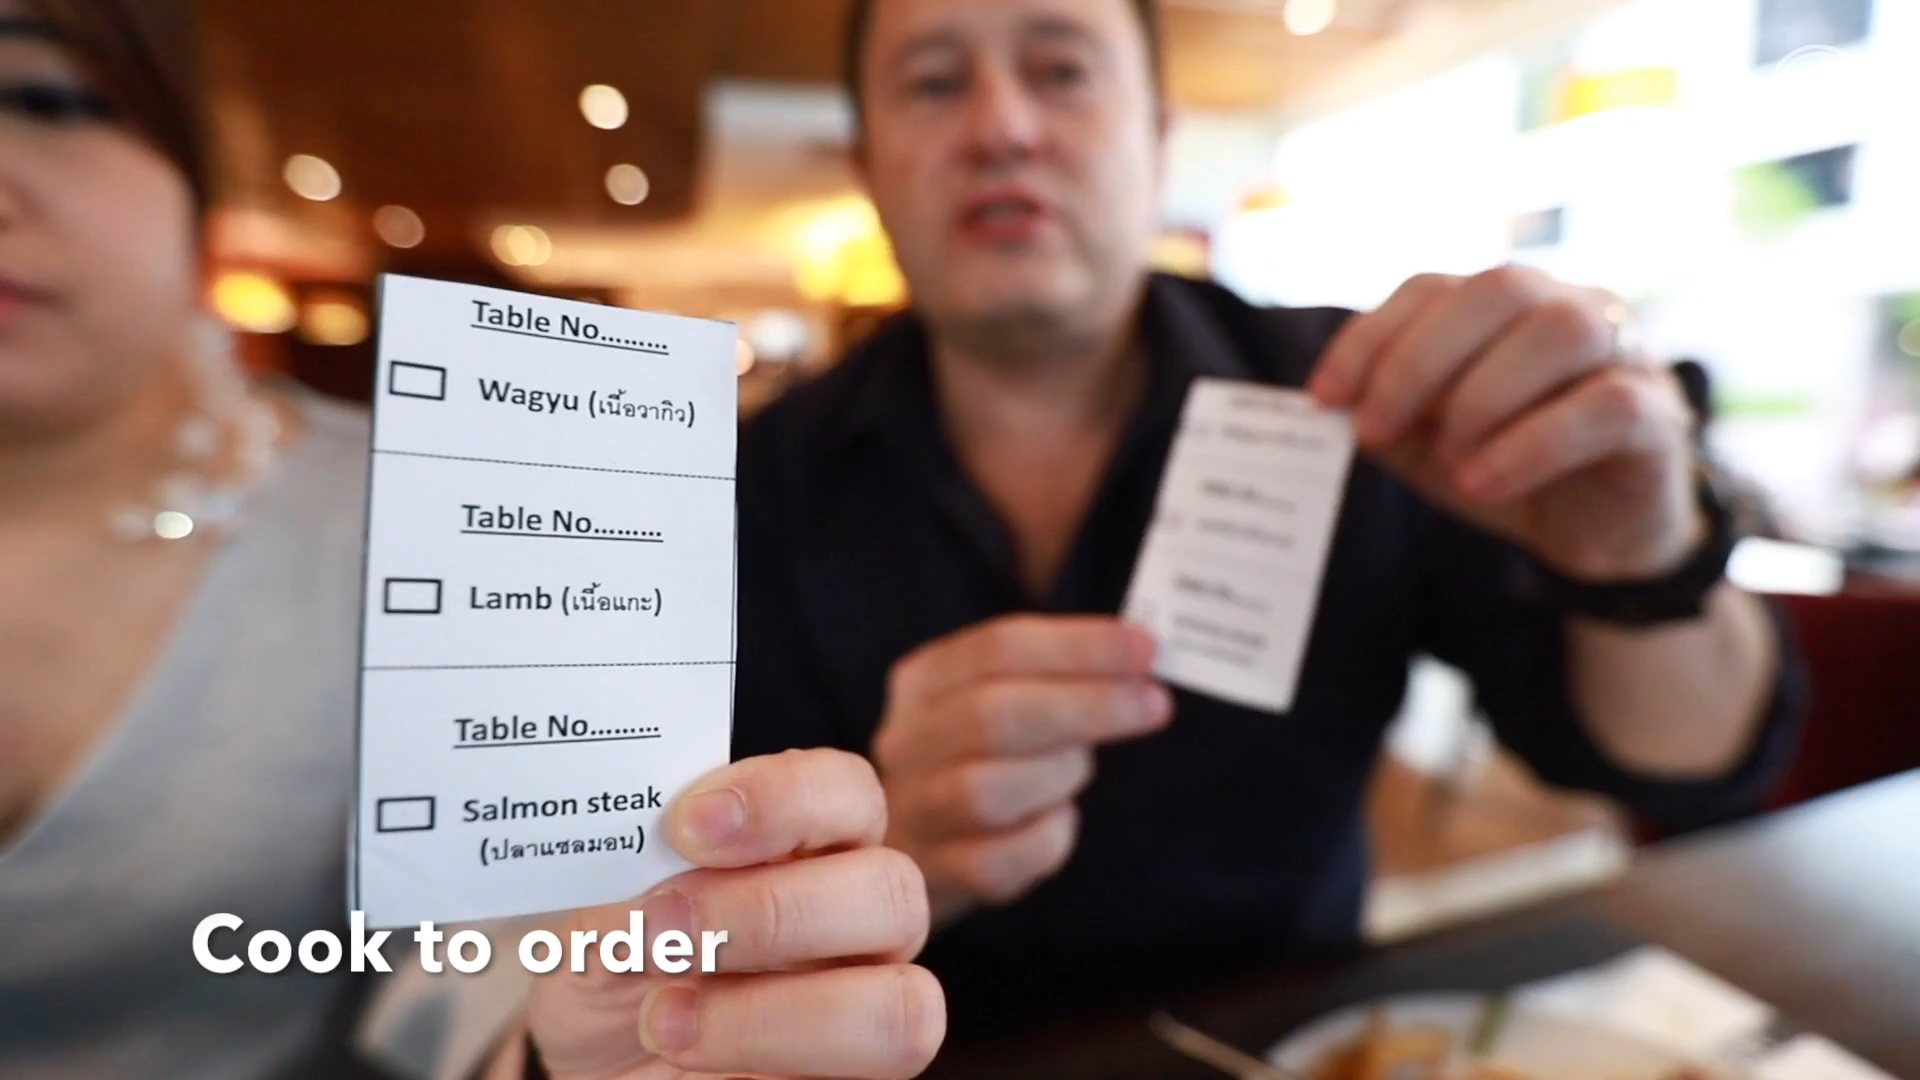 Table No.........
Wagyu (เนื้อวากิว)
Table No.........
Lamb (เนื้อแกะ)
Table No.........
Salmon steak
(ปลาแซลมอน)
Cook to order